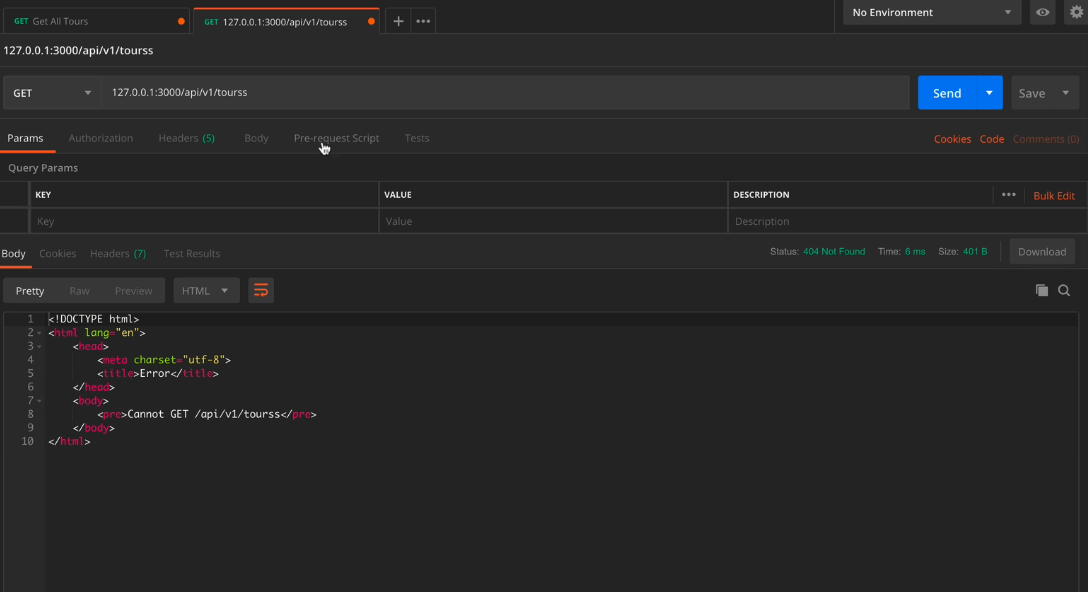 GET Get All Tours GET 127.0.0.1:3000/api/v1/tourss + ••• No Environment
127.0.0.1:3000/api/v1/tourss
GET 127.0.0.1:3000/api/v1/tourss Send Save
Params Authorization Headers (5) Body Pre-request Script Tests Cookies Code Comments (0)
Query Params
KEY VALUE DESCRIPTION ••• Bulk Edit
Key Value Description
Body Cookies Headers (7) Test Results Status: 404 Not Found Time: 6 ms Size: 401 B Download
Pretty Raw Preview HTML
1 <!DOCTYPE html>
2 <html lang="en">
3 <head>
4 <meta charset="utf-8">
5 <title>Error</title>
6 </head>
7 <body>
8 <pre>Cannot GET /api/v1/tourss</pre>
9 </body>
10 </html>